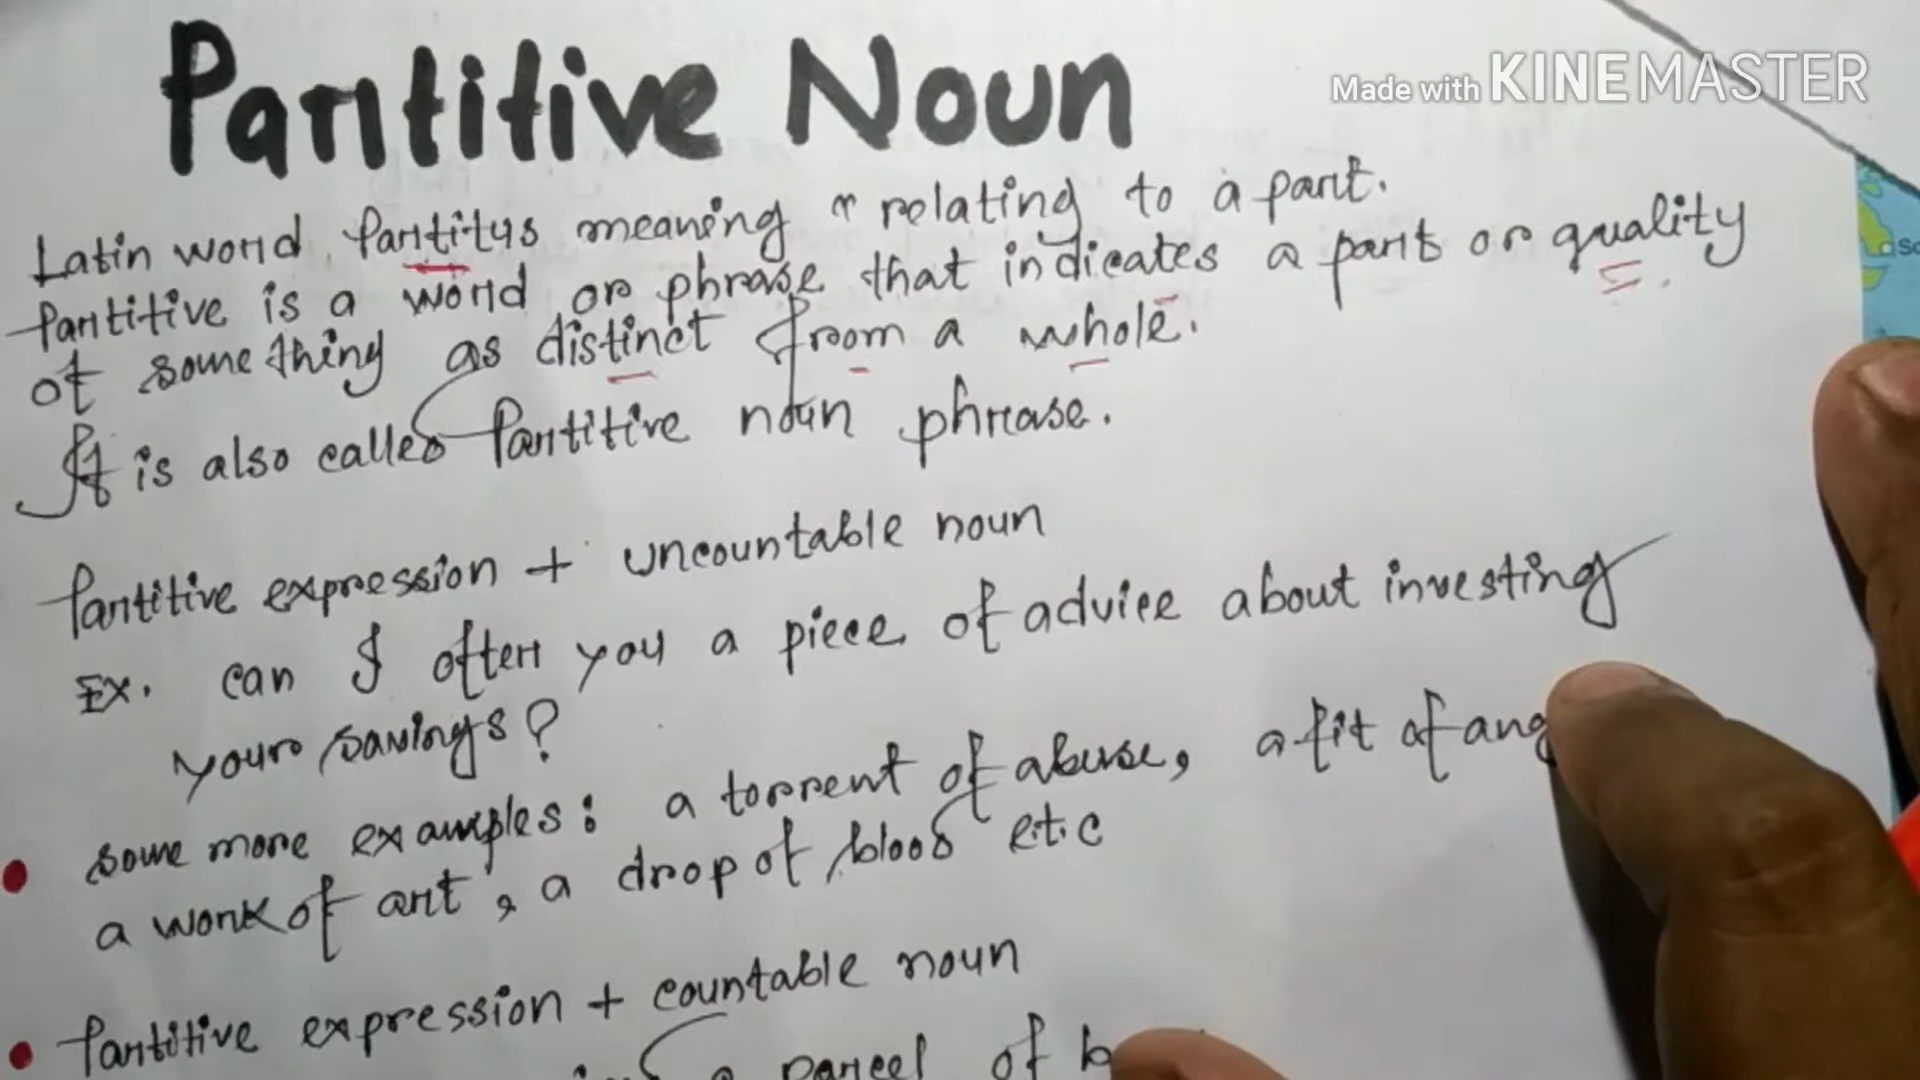 Partitive Noun
Made with KINEMASTER
Latin word Partitus meaning relating to a part.
Partitive is a word or phrase that indicates a part or quality
of something as distinct from a whole.
It is also called Partitive noun phrase.
Partitive expression + uncountable noun
Ex. can I offer you a piece of advice about investing
your savings?
some more examples: a torrent of abuse, a fit of ang
a work of art, a drop of blood etc
Partitive expression + countable noun
a parcel of b